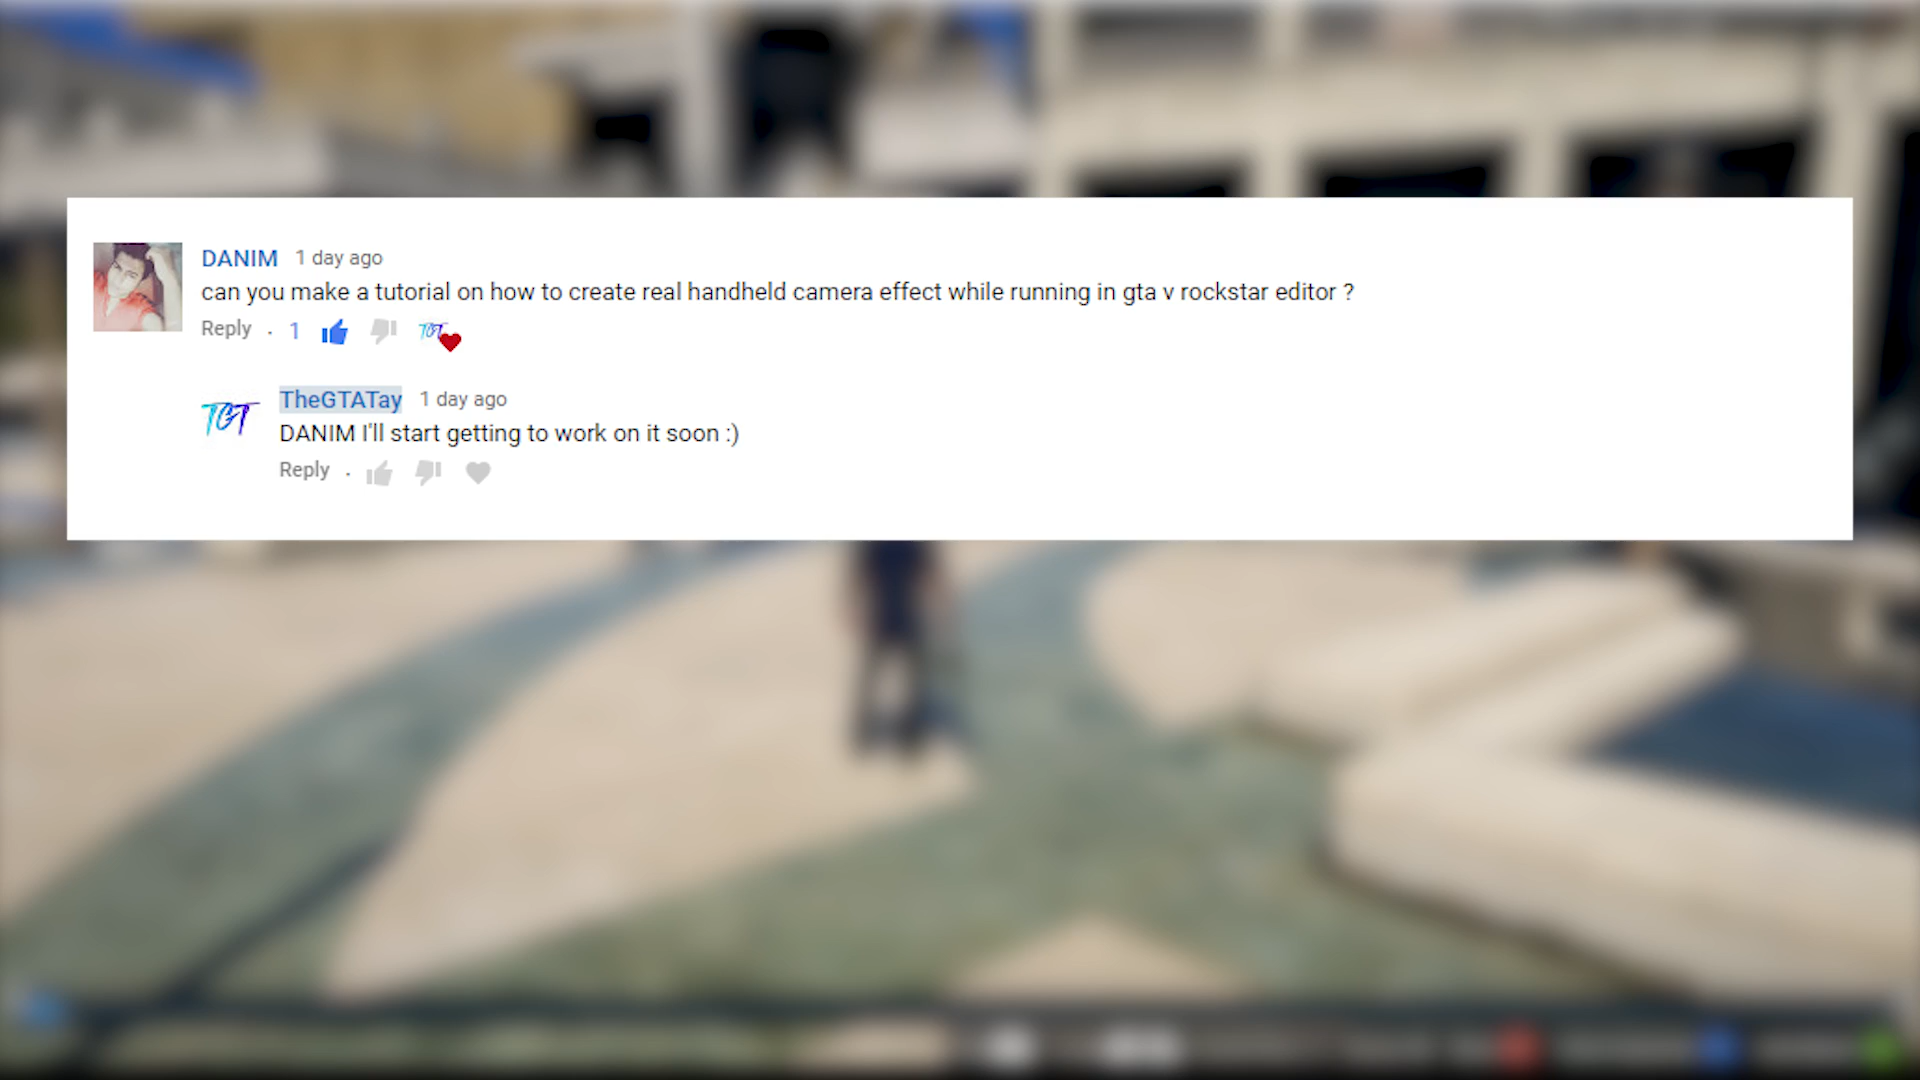 DANIM 1 day ago
can you make a tutorial on how to create real handheld camera effect while running in gta v rockstar editor ?
Reply . 1 TGT
TGT TheGTATay 1 day ago
DANIM I'll start getting to work on it soon :)
Reply .